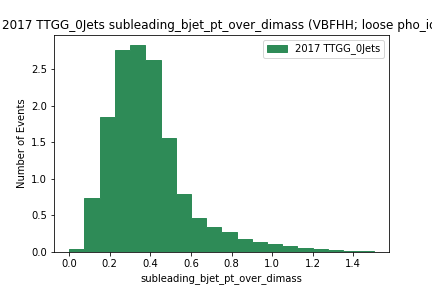 2017 TTGG_0Jets subleading_bjet_pt_over_dimass (VBFHH; loose
2017 TTGG_0Jets
Number of Events
2.5
2.0
1.5
1.0
0.5
0.0
0.0 0.2 0.4 0.6 0.8 1.0 1.2 1.4
subleading_bjet_pt_over_dimass